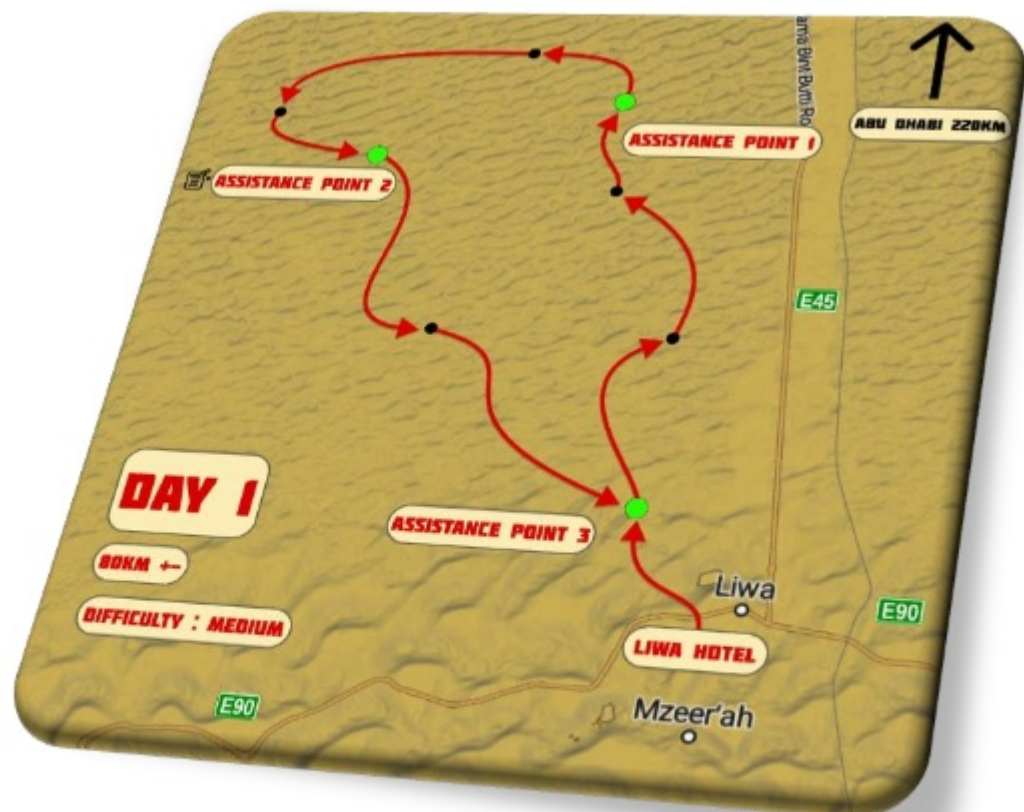 ABU DHABI 220KM
ASSISTANCE POINT 1
ASSISTANCE POINT 2
E45
DAY 1
80KM +-
DIFFICULTY : MEDIUM
ASSISTANCE POINT 3
Liwa
E90
LIWA HOTEL
E90
Mzeer'ah